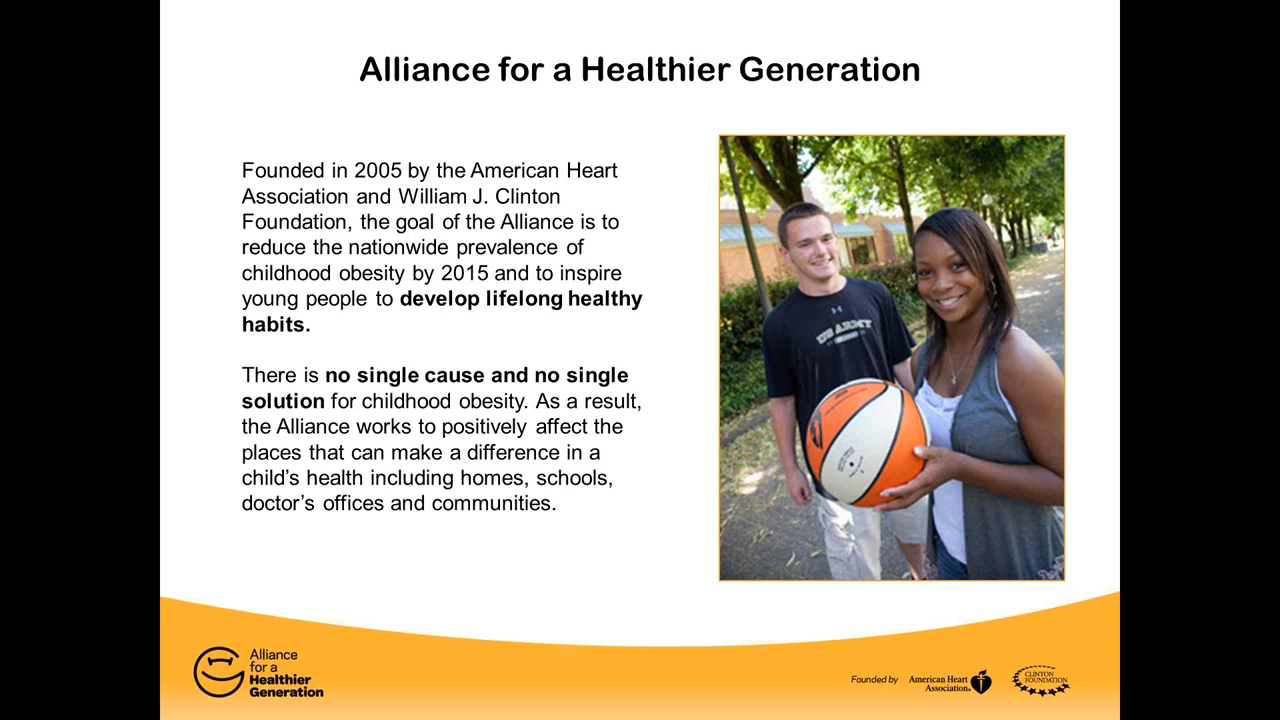 Alliance for a Healthier Generation
Founded in 2005 by the American Heart
Association and William J. Clinton
Foundation, the goal of the Alliance is to
reduce the nationwide prevalence of
childhood obesity by 2015 and to inspire
young people to develop lifelong healthy
habits.
There is no single cause and no single
solution for childhood obesity. As a result,
the Alliance works to positively affect the
places that can make a difference in a
child's health including homes, schools,
doctor's offices and communities.
US ARMY
Alliance
for a
Healthier
Generation
Founded by
American Heart
Association®
CLINTON
FOUNDATION